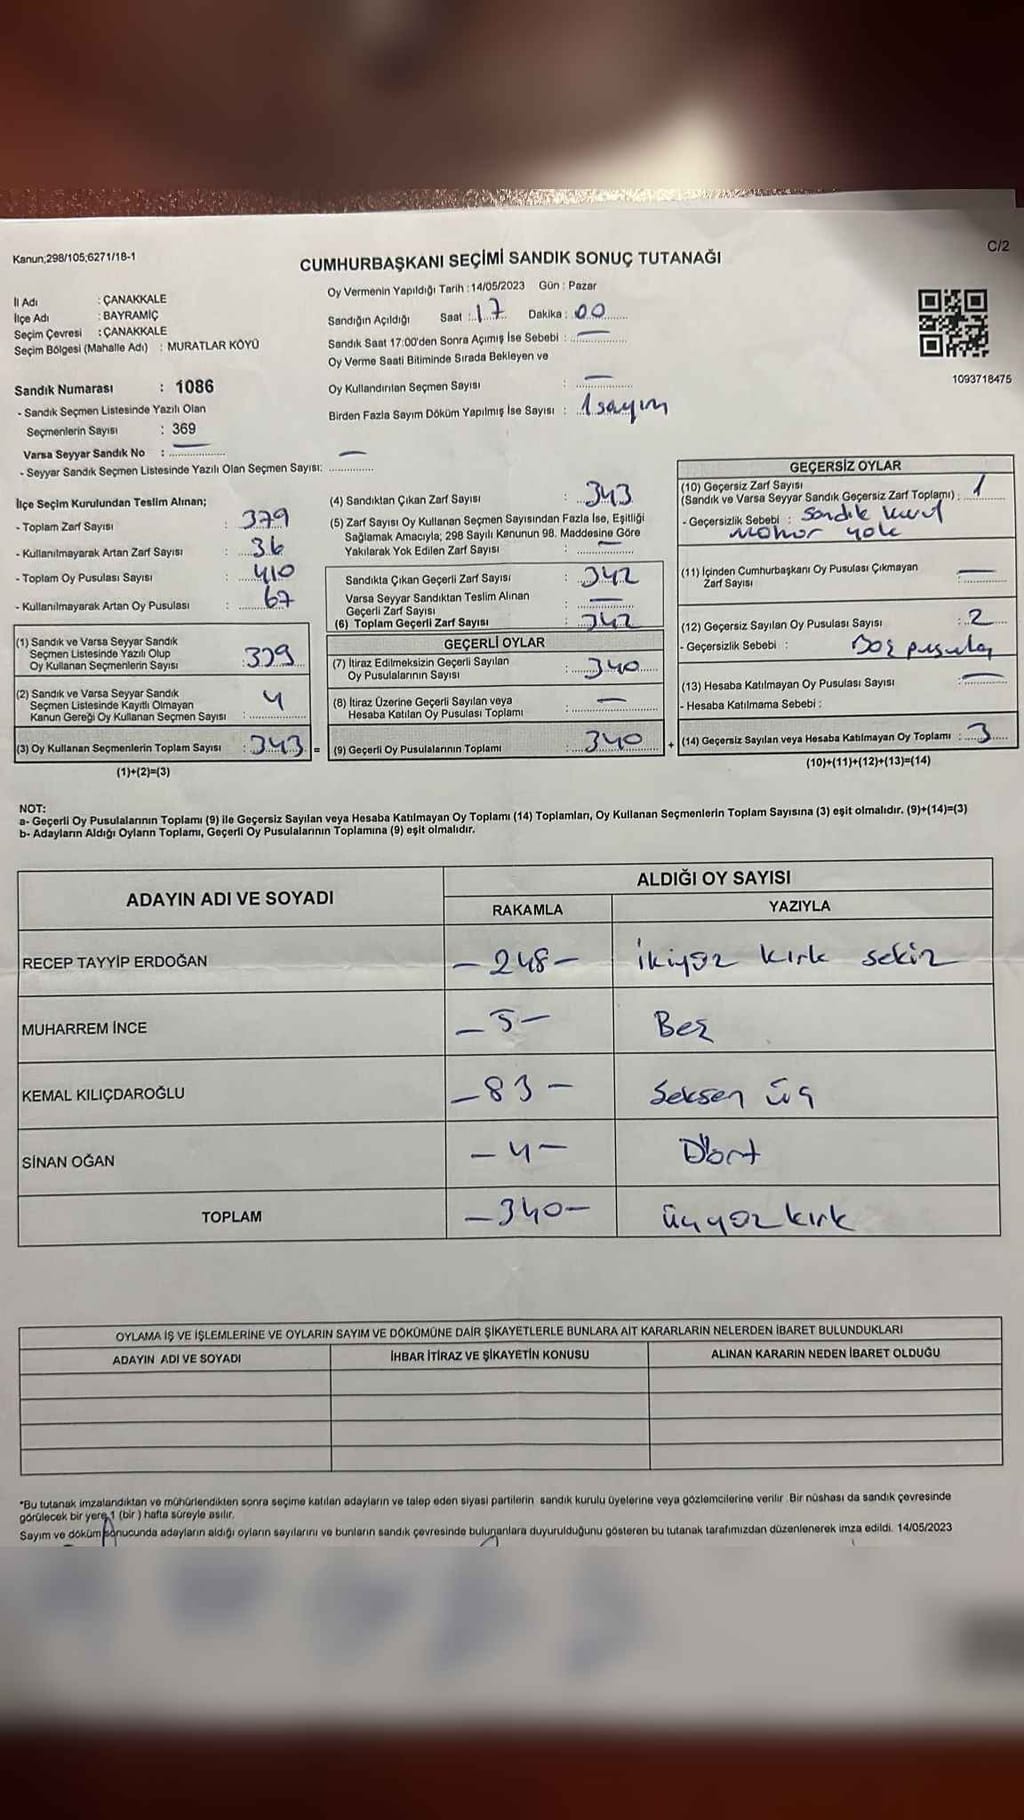 Kanun;298/105,6271/18-1
C/2
CUMHURBAŞKANI SEÇİMİ SANDIK SONUÇ TUTANAĞI
İl Adı : ÇANAKKALE
İlçe Adı : BAYRAMİÇ
Seçim Çevresi : ÇANAKKALE
Seçim Bölgesi (Mahalle Adı) : MURATLAR KÖYÜ
Oy Vermenin Yapıldığı Tarih : 14/05/2023 Gün : Pazar
Sandığın Açıldığı Saat : 17 Dakika : 00
Sandık Saat 17:00'den Sonra Açımış İse Sebebi : —
Oy Verme Saati Bitiminde Sırada Bekleyen ve
Oy Kullandırılan Seçmen Sayısı : —
Birden Fazla Sayım Döküm Yapılmış İse Sayısı : 1 sayım
1093718475
Sandık Numarası : 1086
- Sandık Seçmen Listesinde Yazılı Olan
Seçmenlerin Sayısı : 369
Varsa Seyyar Sandık No : —
- Seyyar Sandık Seçmen Listesinde Yazılı Olan Seçmen Sayısı: —
İlçe Seçim Kurulundan Teslim Alınan;
- Toplam Zarf Sayısı : 379
- Kullanılmayarak Artan Zarf Sayısı : 36
- Toplam Oy Pusulası Sayısı : 410
- Kullanılmayarak Artan Oy Pusulası : 67
(1) Sandık ve Varsa Seyyar Sandık
Seçmen Listesinde Yazılı Olup
Oy Kullanan Seçmenlerin Sayısı : 339
(2) Sandık ve Varsa Seyyar Sandık
Seçmen Listesinde Kayıtlı Olmayan
Kanun Gereği Oy Kullanan Seçmen Sayısı : 4
(3) Oy Kullanan Seçmenlerin Toplam Sayısı : 343 =
(1)+(2)=(3)
(4) Sandıktan Çıkan Zarf Sayısı : 343
(5) Zarf Sayısı Oy Kullanan Seçmen Sayısından Fazla İse, Eşitliği
Sağlamak Amacıyla; 298 Sayılı Kanunun 98. Maddesine Göre
Yakılarak Yok Edilen Zarf Sayısı : —
Sandıkta Çıkan Geçerli Zarf Sayısı : 342
Varsa Seyyar Sandıktan Teslim Alınan
Geçerli Zarf Sayısı : —
(6) Toplam Geçerli Zarf Sayısı : 342
GEÇERLİ OYLAR
(7) İtiraz Edilmeksizin Geçerli Sayılan
Oy Pusulalarının Sayısı : 340
(8) İtiraz Üzerine Geçerli Sayılan veya
Hesaba Katılan Oy Pusulası Toplamı : —
(9) Geçerli Oy Pusulalarının Toplamı : 340 +
GEÇERSİZ OYLAR
(10) Geçersiz Zarf Sayısı
(Sandık ve Varsa Seyyar Sandık Geçersiz Zarf Toplamı) : 1
- Geçersizlik Sebebi : Sandık
yok
(11) İçinden Cumhurbaşkanı Oy Pusulası Çıkmayan
Zarf Sayısı : —
(12) Geçersiz Sayılan Oy Pusulası Sayısı : 2
- Geçersizlik Sebebi : Boş pusula
(13) Hesaba Katılmayan Oy Pusulası Sayısı : —
- Hesaba Katılmama Sebebi :
(14) Geçersiz Sayılan veya Hesaba Katılmayan Oy Toplamı : 3
(10)+(11)+(12)+(13)=(14)
NOT:
a- Geçerli Oy Pusulalarının Toplamı (9) ile Geçersiz Sayılan veya Hesaba Katılmayan Oy Toplamı (14) Toplamları, Oy Kullanan Seçmenlerin Toplam Sayısına (3) eşit olmalıdır. (9)+(14)=(3)
b- Adayların Aldığı Oyların Toplamı, Geçerli Oy Pusulalarının Toplamına (9) eşit olmalıdır.
ADAYIN ADI VE SOYADI
ALDIĞI OY SAYISI
RAKAMLA YAZIYLA
RECEP TAYYİP ERDOĞAN – 248 – ikiyüz kırk sekiz
MUHARREM İNCE – 5 – Beş
KEMAL KILIÇDAROĞLU – 83 – Seksen üç
SİNAN OĞAN – 4 – Dört
TOPLAM – 340 – üçyüz kırk
OYLAMA İŞ VE İŞLEMLERİNE VE OYLARIN SAYIM VE DÖKÜMÜNE DAİR ŞİKAYETLERLE BUNLARA AİT KARARLARIN NELERDEN İBARET BULUNDUKLARI
ADAYIN ADI VE SOYADI İHBAR İTİRAZ VE ŞİKAYETİN KONUSU ALINAN KARARIN NEDEN İBARET OLDUĞU
*Bu tutanak imzalandıktan ve mühürlendikten sonra seçime katılan adayların ve talep eden siyasi partilerin sandık kurulu üyelerine veya gözlemcilerine verilir. Bir nüshası da sandık çevresinde
görülecek bir yere 1 (bir ) hafta süreyle asılır.
Sayım ve döküm sonucunda adayların aldığı oyların sayılarını ve bunların sandık çevresinde bulunanlara duyurulduğunu gösteren bu tutanak tarafımızdan düzenlenerek imza edildi. 14/05/2023